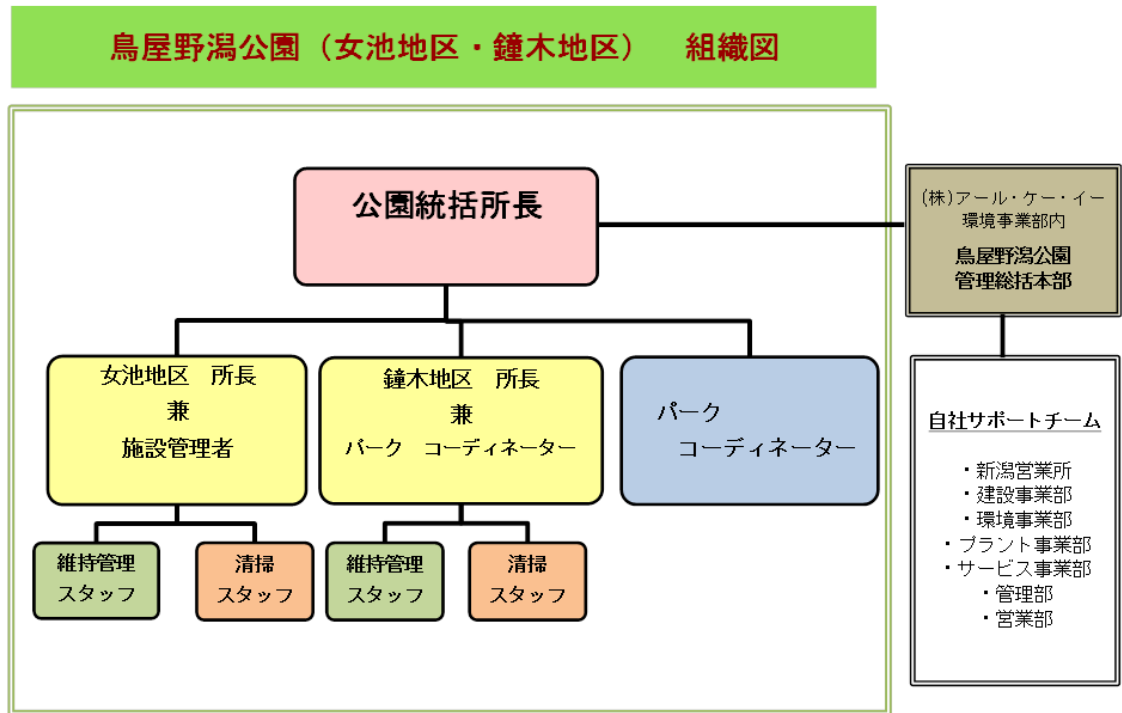 鳥屋野潟公園（女池地区・鐘木地区）　組織図
公園統括所長
(株)アール・ケー・イー
環境事業部内
鳥屋野潟公園
管理総括本部
女池地区　所長
兼
施設管理者
鐘木地区　所長
兼
パーク　コーディネーター
パーク
コーディネーター
維持管理
スタッフ
清掃
スタッフ
維持管理
スタッフ
清掃
スタッフ
自社サポートチーム
・新潟営業所
・建設事業部
・環境事業部
・プラント事業部
・サービス事業部
・管理部
・営業部